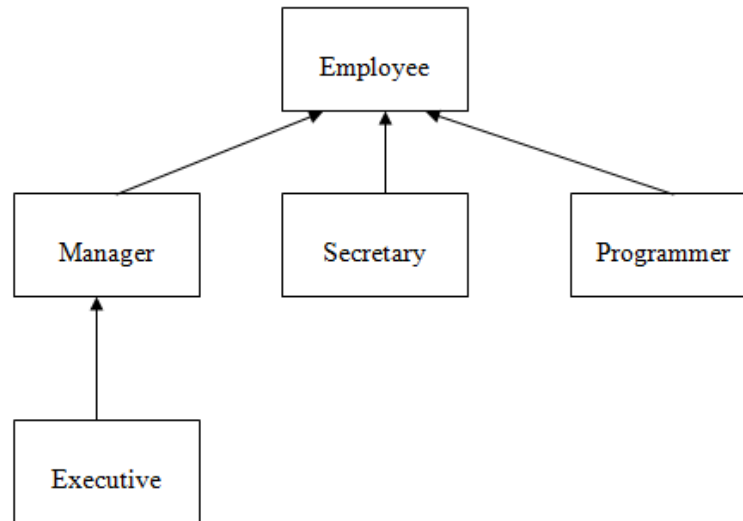 Employee
Manager
Secretary
Programmer
Executive